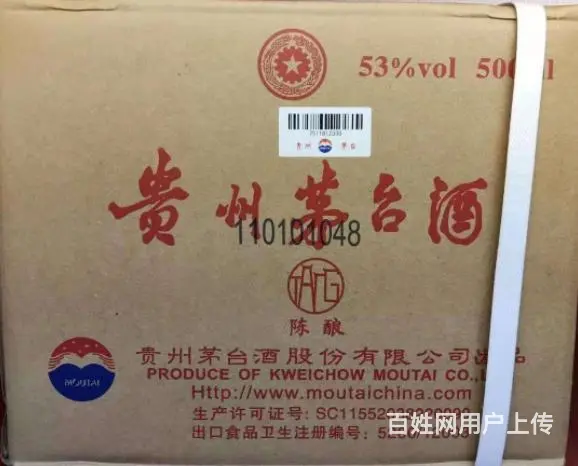 53%vol 500ml
贵州 茅台
贵州茅台酒
110101048
陈酿
MOUTAI
贵州茅台酒股份有限公司出品
PRODUCE OF KWEICHOW MOUTAI CO.,L
Http://www.moutaichina.com
生产许可证号:
出口食品卫生注册编号:
百姓网用户上传